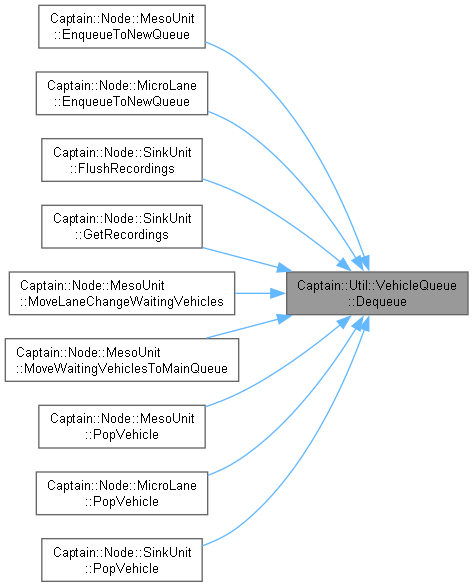 Captain::Node::MesoUnit
::EnqueueToNewQueue
Captain::Node::MicroLane
::EnqueueToNewQueue
Captain::Node::SinkUnit
::FlushRecordings
Captain::Node::SinkUnit
::GetRecordings
Captain::Node::MesoUnit
::MoveLaneChangeWaitingVehicles
Captain::Node::MesoUnit
::MoveWaitingVehiclesToMainQueue
Captain::Node::MesoUnit
::PopVehicle
Captain::Node::MicroLane
::PopVehicle
Captain::Node::SinkUnit
::PopVehicle
Captain::Util::VehicleQueue
::Dequeue